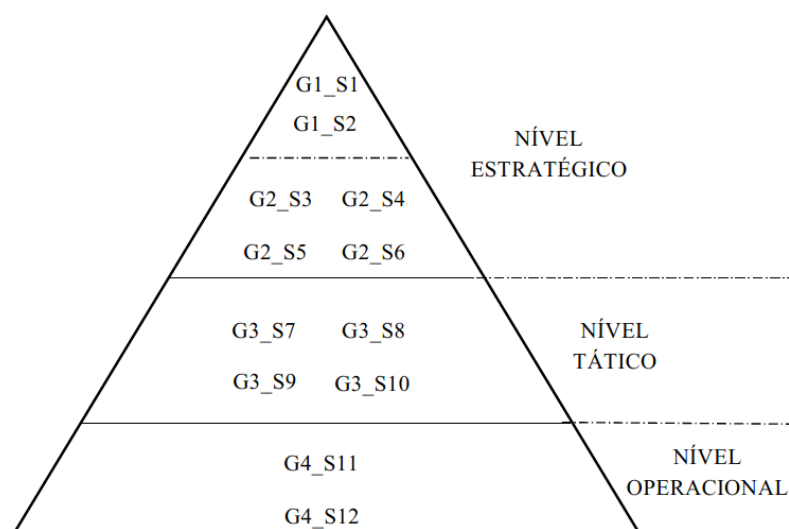 G1_S1
G1_S2
NÍVEL
ESTRATÉGICO
G2_S3 G2_S4
G2_S5 G2_S6
G3_S7 G3_S8
G3_S9 G3_S10
NÍVEL
TÁTICO
G4_S11
G4_S12
NÍVEL
OPERACIONAL